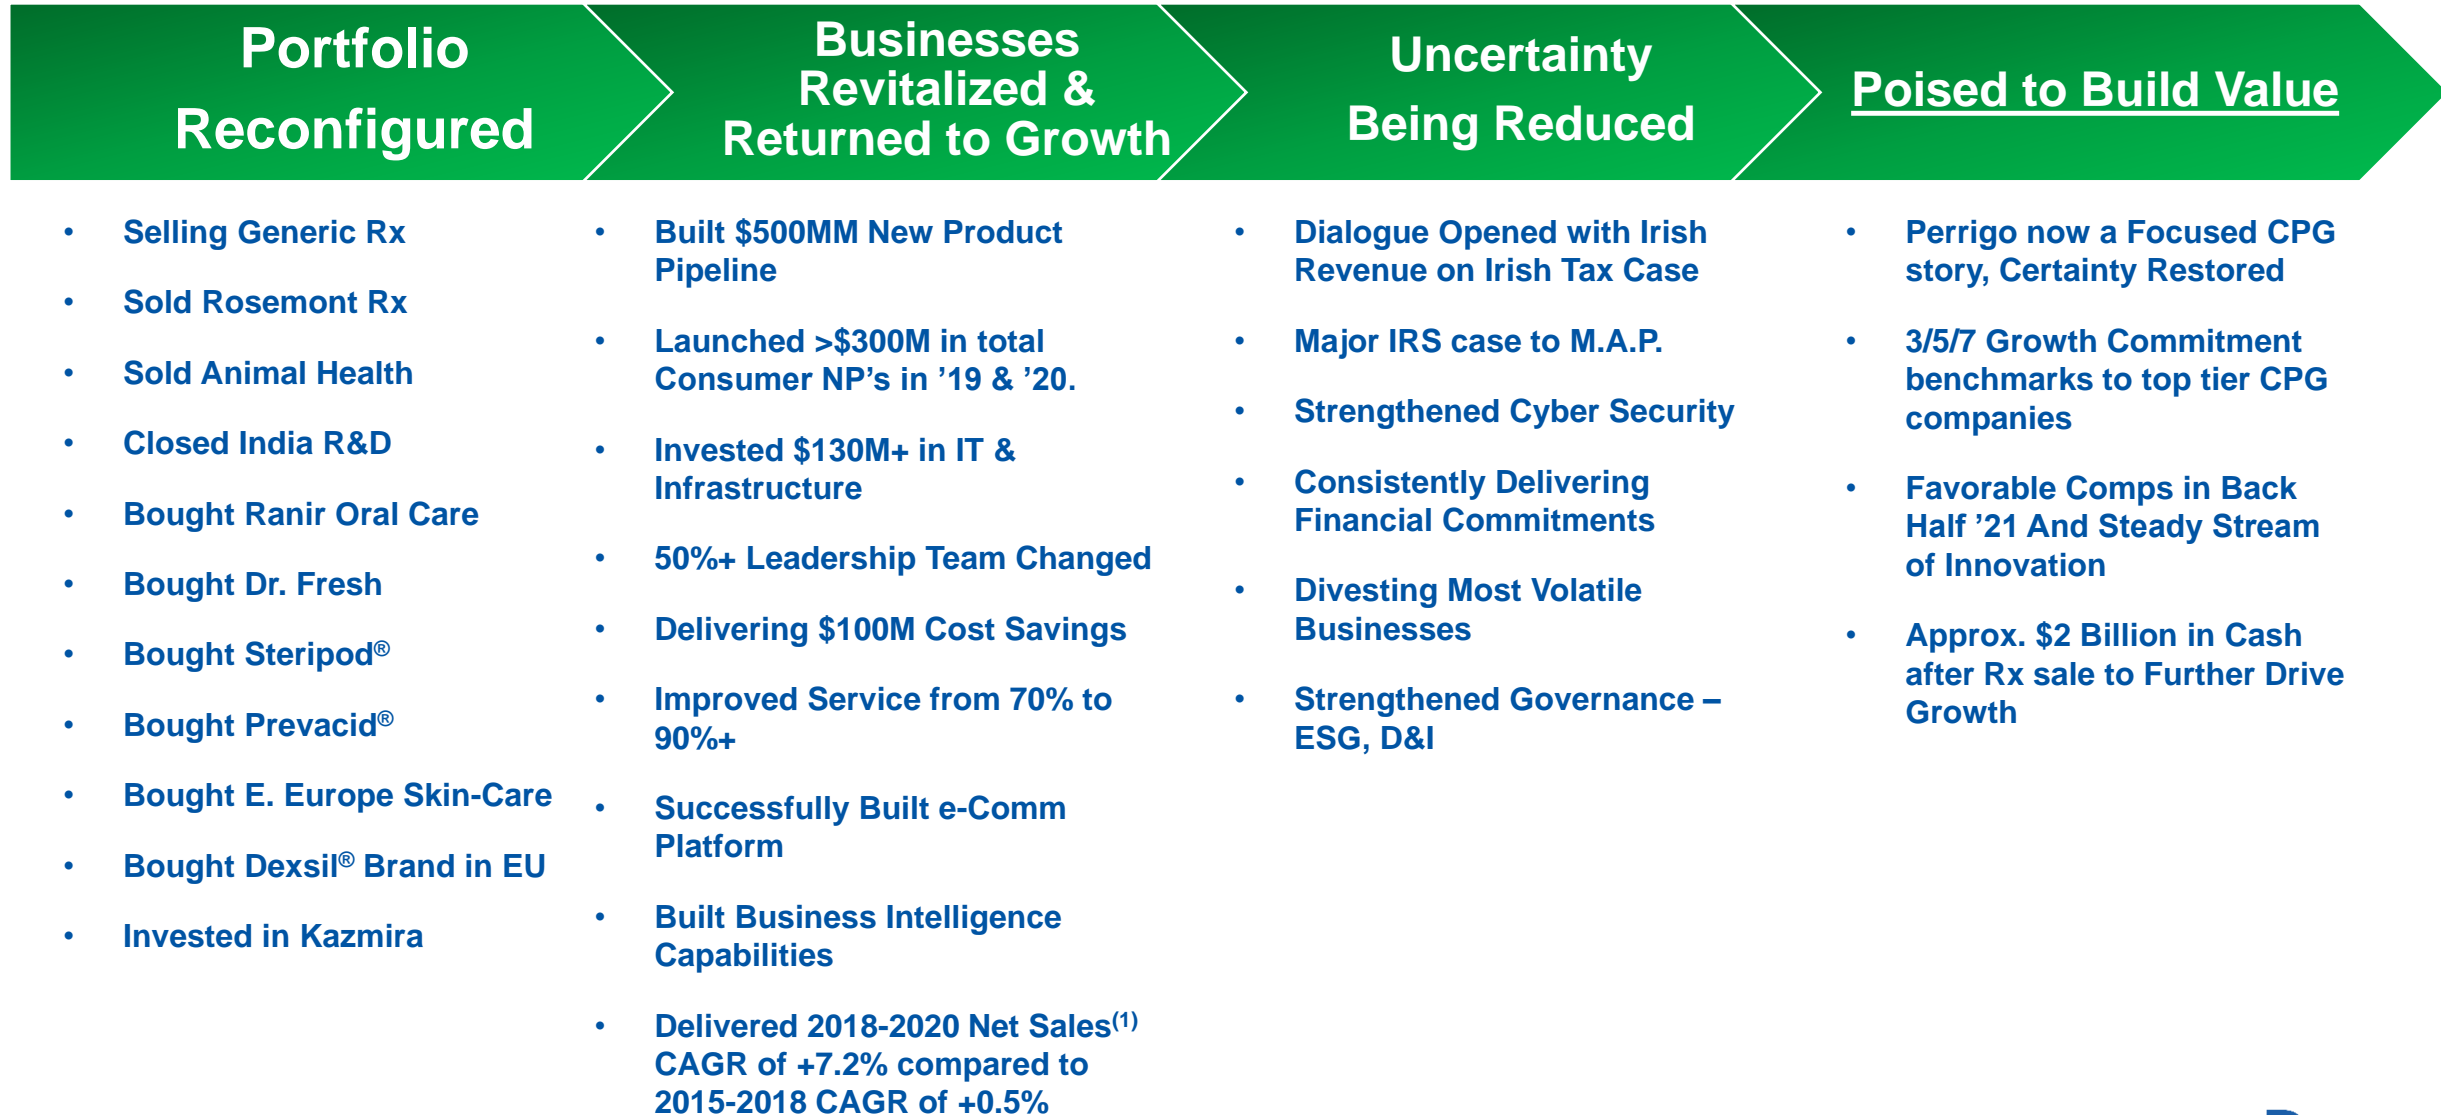 Portfolio
Reconfigured
Businesses
Revitalized &
Returned to Growth
Uncertainty
Being Reduced
Poised to Build Value
• Selling Generic Rx
• Sold Rosemont Rx
• Sold Animal Health
• Closed India R&D
• Bought Ranir Oral Care
• Bought Dr. Fresh
• Bought Steripod®
• Bought Prevacid®
• Bought E. Europe Skin-Care
• Bought Dexsil® Brand in EU
• Invested in Kazmira
• Built $500MM New Product
Pipeline
• Launched >$300M in total
Consumer NP’s in ’19 & ’20.
• Invested $130M+ in IT &
Infrastructure
• 50%+ Leadership Team Changed
• Delivering $100M Cost Savings
• Improved Service from 70% to
90%+
• Successfully Built e-Comm
Platform
• Built Business Intelligence
Capabilities
• Delivered 2018-2020 Net Sales(1)
CAGR of +7.2% compared to
2015-2018 CAGR of +0.5%
• Dialogue Opened with Irish
Revenue on Irish Tax Case
• Major IRS case to M.A.P.
• Strengthened Cyber Security
• Consistently Delivering
Financial Commitments
• Divesting Most Volatile
Businesses
• Strengthened Governance –
ESG, D&I
• Perrigo now a Focused CPG
story, Certainty Restored
• 3/5/7 Growth Commitment
benchmarks to top tier CPG
companies
• Favorable Comps in Back
Half ’21 And Steady Stream
of Innovation
• Approx. $2 Billion in Cash
after Rx sale to Further Drive
Growth